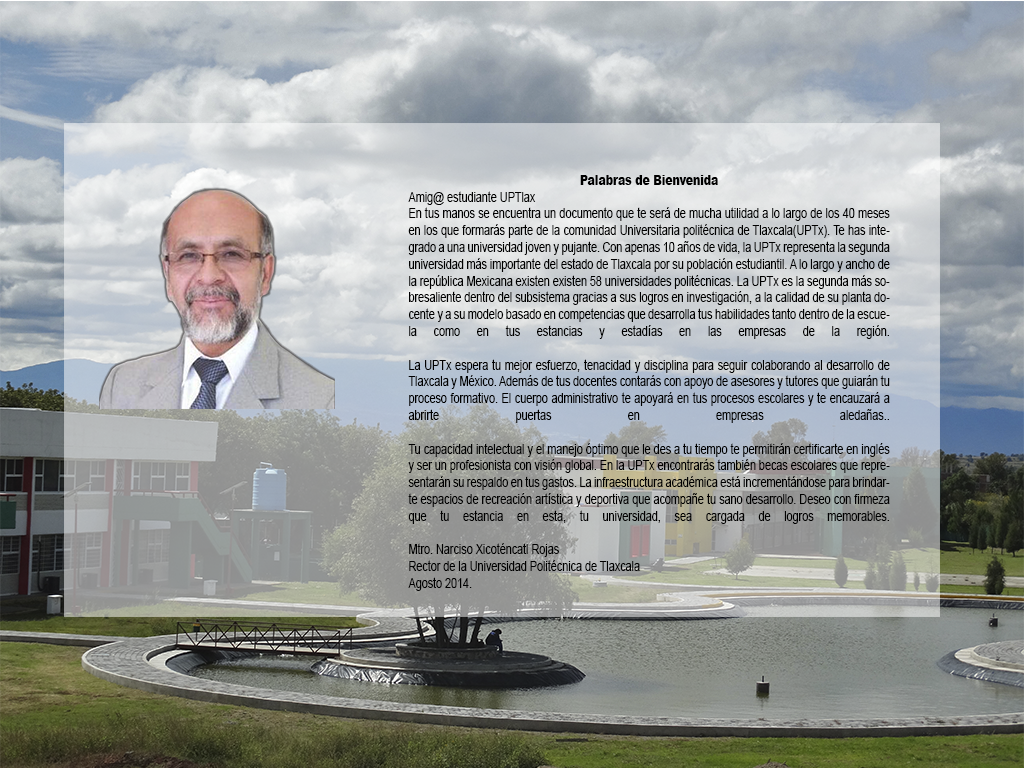 Palabras de Bienvenida
Amig@ estudiante UPTlax
En tus manos se encuentra un documento que te será de mucha utilidad a lo largo de los 40 meses
en los que formarás parte de la comunidad Universitaria politécnica de Tlaxcala(UPTx). Te has inte-
grado a una universidad joven y pujante. Con apenas 10 años de vida, la UPTx representa la segunda
universidad más importante del estado de Tlaxcala por su población estudiantil. A lo largo y ancho de
la república Mexicana existen existen 58 universidades politécnicas. La UPTx es la segunda más so-
bresaliente dentro del subsistema gracias a sus logros en investigación, a la calidad de su planta do-
cente y a su modelo basado en competencias que desarrolla tus habilidades tanto dentro de la escue-
la como en tus estancias y estadías en las empresas de la región.
La UPTx espera tu mejor esfuerzo, tenacidad y disciplina para seguir colaborando al desarrollo de
Tlaxcala y México. Además de tus docentes contarás con apoyo de asesores y tutores que guiarán tu
proceso formativo. El cuerpo administrativo te apoyará en tus procesos escolares y te encauzará a
abrirte puertas en empresas aledañas..
Tu capacidad intelectual y el manejo óptimo que le des a tu tiempo te permitirán certificarte en inglés
y ser un profesionista con visión global. En la UPTx encontrarás también becas escolares que repre-
sentarán su respaldo en tus gastos. La infraestructura académica está incrementándose para brindar-
te espacios de recreación artística y deportiva que acompañe tu sano desarrollo. Deseo con firmeza
que tu estancia en esta, tu universidad, sea cargada de logros memorables.
Mtro. Narciso Xicoténcatl Rojas
Rector de la Universidad Politécnica de Tlaxcala
Agosto 2014.